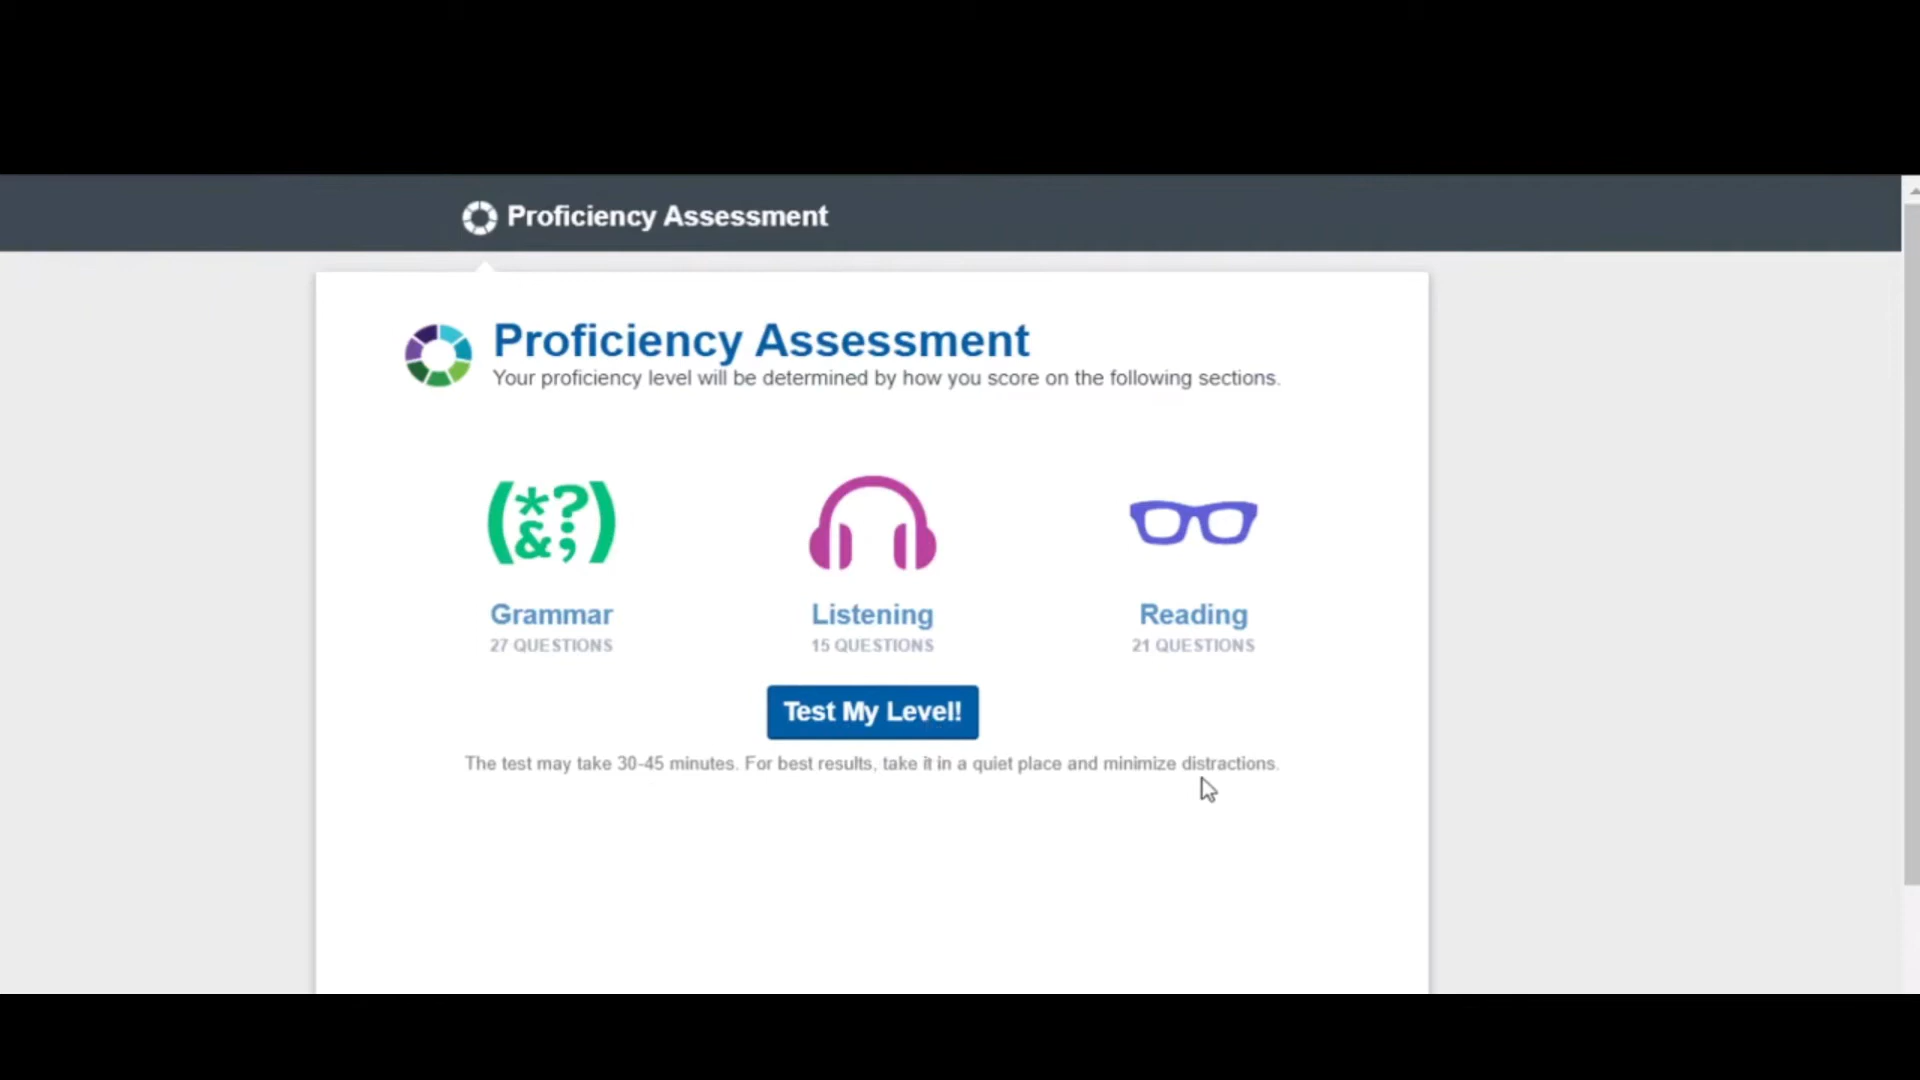 Proficiency Assessment
Proficiency Assessment
Your proficiency level will be determined by how you score on the following sections.
(*?&;)
Grammar
27 QUESTIONS
Listening
15 QUESTIONS
Reading
21 QUESTIONS
Test My Level!
The test may take 30-45 minutes. For best results, take it in a quiet place and minimize distractions.